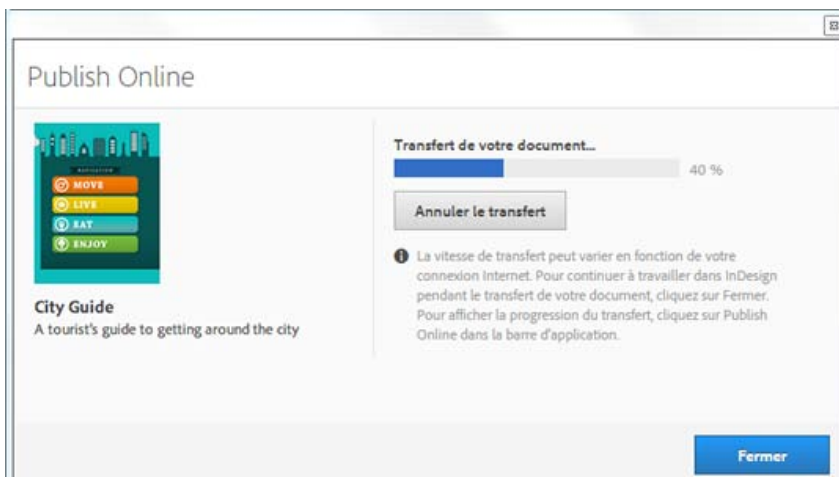 Publish Online
NAVIGATION
MOVE
LIVE
EAT
ENJOY
City Guide
A tourist's guide to getting around the city
Transfert de votre document...
40 %
Annuler le transfert
La vitesse de transfert peut varier en fonction de votre
connexion Internet. Pour continuer à travailler dans InDesign
pendant le transfert de votre document, cliquez sur Fermer.
Pour afficher la progression du transfert, cliquez sur Publish
Online dans la barre d'application.
Fermer